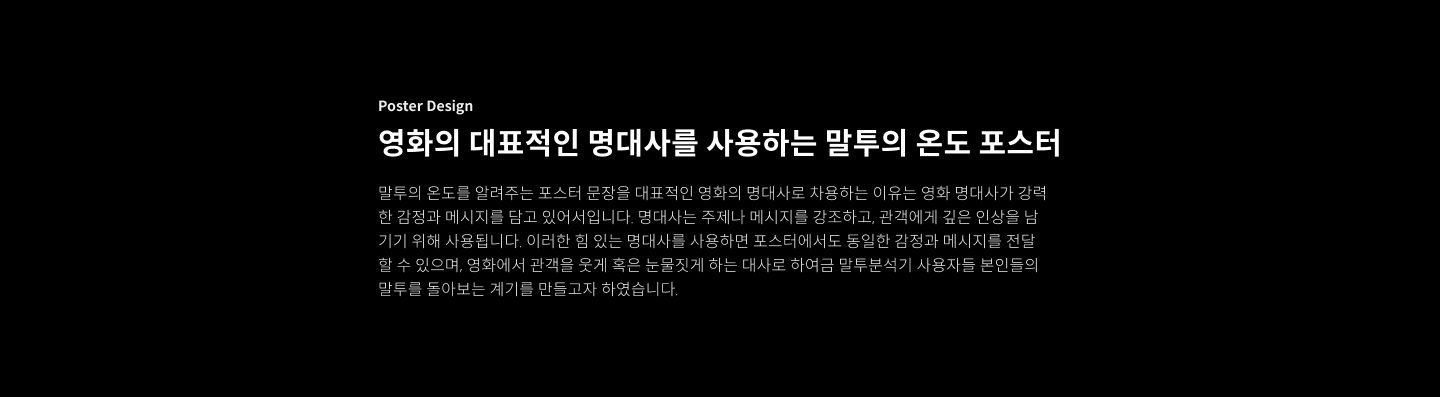 Poster Design
영화의 대표적인 명대사를 사용하는 말투의 온도 포스터
말투의 온도를 알려주는 포스터 문장을 대표적인 영화의 명대사로 차용하는 이유는 영화 명대사가 강력
한 감정과 메시지를 담고 있어서입니다. 명대사는 주제나 메시지를 강조하고, 관객에게 깊은 인상을 남
기기 위해 사용됩니다. 이러한 힘 있는 명대사를 사용하면 포스터에서도 동일한 감정과 메시지를 전달
할 수 있으며, 영화에서 관객을 웃게 혹은 눈물짓게 하는 대사로 하여금 말투분석기 사용자들 본인들의
말투를 돌아보는 계기를 만들고자 하였습니다.